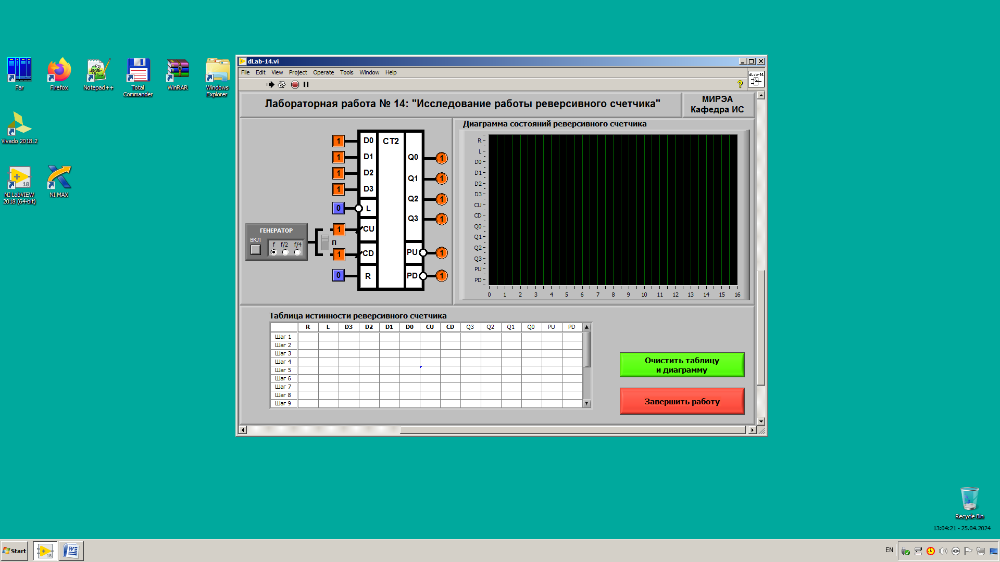 Far
Firefox
Notepad++
Total
Commander
WinRAR
Windows
Explorer
Vivado 2018.2
NI LabVIEW
2018 (64-bit)
NI MAX
dLab-14.vi
File Edit View Project Operate Tools Window Help
dLab-14
Лабораторная работа № 14: "Исследование работы реверсивного счетчика"
МИРЭА
Кафедра ИС
1 D0 CT2
1 D1 Q0 1
1 D2 Q1 1
1 D3 Q2 1
0 L Q3 1
ГЕНЕРАТОР
ВКЛ
f f/2 f/4
П
1 CU
1 CD PU 1
0 R PD 1
Диаграмма состояний реверсивного счетчика
R
L
D0
D1
D2
D3
CU
CD
Q0
Q1
Q2
Q3
PU
PD
0 1 2 3 4 5 6 7 8 9 10 11 12 13 14 15 16
Таблица истинности реверсивного счетчика
R L D3 D2 D1 D0 CU CD Q3 Q2 Q1 Q0 PU PD
Шаг 1
Шаг 2
Шаг 3
Шаг 4
Шаг 5
Шаг 6
Шаг 7
Шаг 8
Шаг 9
Очистить таблицу
и диаграмму
Завершить работу
Recycle Bin
13:04:21 - 25.04.2024
Start
18
EN